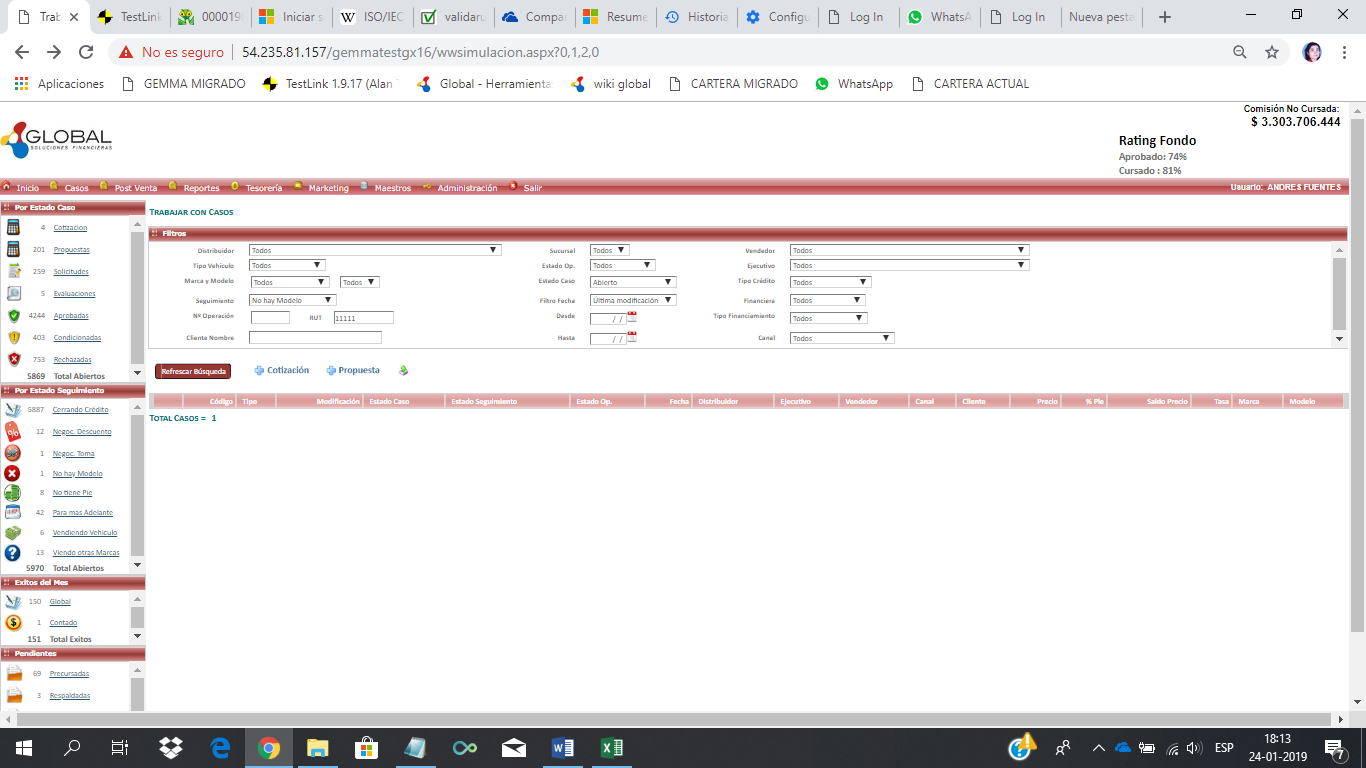 Trab
TestLink
000019
Iniciar s
ISO/IEC
validaru
Compar
Resume
Historia
Configu
Log In
WhatsA
Log In
Nueva pesta
No es seguro
54.235.81.157/gemmatestgx16/wwsimulacion.aspx?0,1,2,0
Aplicaciones
GEMMA MIGRADO
TestLink 1.9.17 (Alan
Global - Herramienta
wiki global
CARTERA MIGRADO
WhatsApp
CARTERA ACTUAL
GLOBAL
SOLUCIONES FINANCIERAS
Comisión No Cursada:
$ 3.303.706.444
Rating Fondo
Aprobado: 74%
Cursado : 81%
Inicio Casos Post Venta Reportes Tesorería Marketing Maestros Administración Salir
Usuario: ANDRES FUENTES
Por Estado Caso
4 Cotizacion
201 Propuestas
259 Solicitudes
5 Evaluaciones
4244 Aprobadas
403 Condicionadas
753 Rechazadas
5869 Total Abiertos
Por Estado Seguimiento
5887 Cerrando Crédito
12 Negoc. Descuento
1 Negoc. Toma
1 No hay Modelo
8 No tiene Pie
42 Para mas Adelante
6 Vendiendo Vehiculo
13 Viendo otras Marcas
5970 Total Abiertos
Exitos del Mes
150 Global
1 Contado
151 Total Exitos
Pendientes
69 Precursadas
3 Respaldadas
TRABAJAR CON CASOS
Filtros
Distribuidor Todos Sucursal Todos Vendedor Todos
Tipo Vehículo Todos Estado Op. Todos Ejecutivo Todos
Marca y Modelo Todos Todos Estado Caso Abierto Tipo Crédito Todos
Seguimiento No hay Modelo Filtro Fecha Última modificación Financiera Todos
Nº Operación RUT 11111 Desde / / Tipo Financiamiento Todos
Cliente Nombre Hasta / / Canal Todos
Refrescar Búsqueda Cotización Propuesta
Código Tipo Modificación Estado Caso Estado Seguimiento Estado Op. Fecha Distribuidor Ejecutivo Vendedor Canal Cliente Precio % Pie Saldo Precio Tasa Marca Modelo
TOTAL CASOS = 1
ESP
18:13
24-01-2019
7